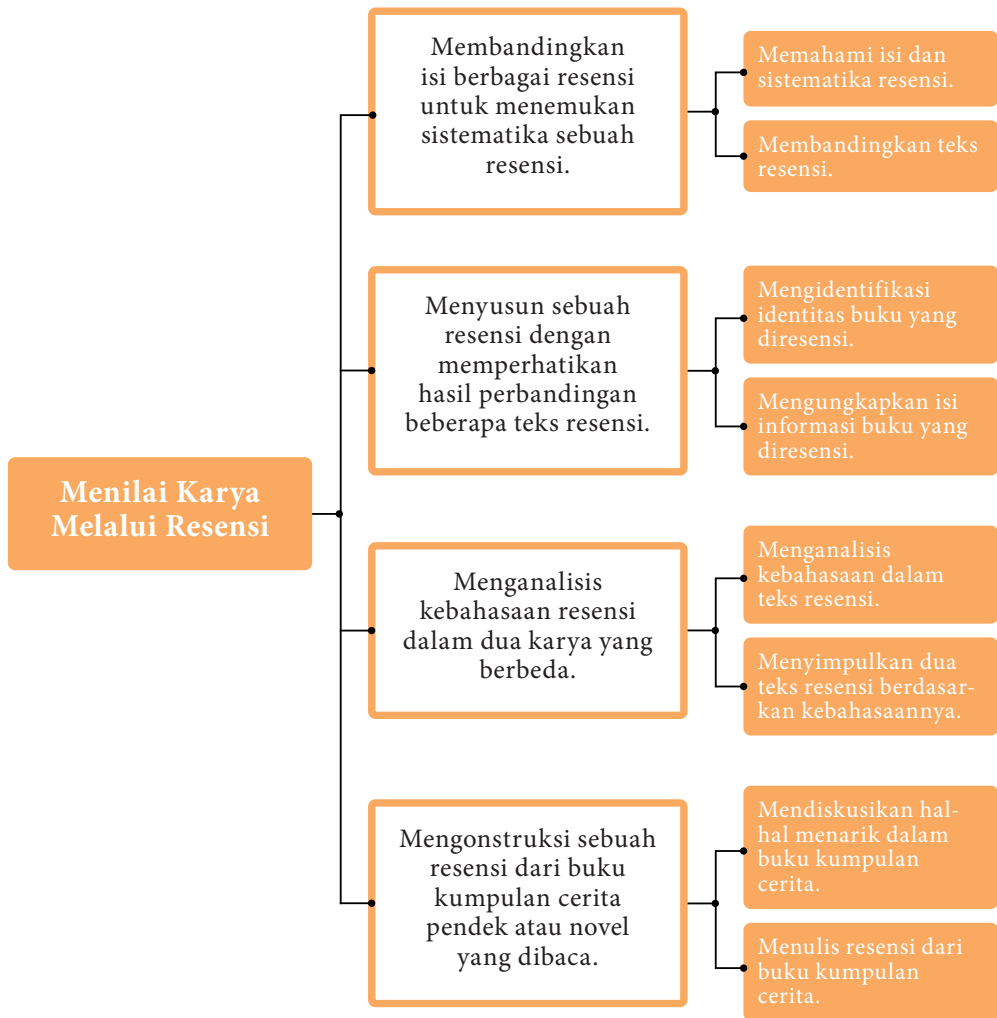 Menilai Karya
Melalui Resensi
Membandingkan
isi berbagai resensi
untuk menemukan
sistematika sebuah
resensi.
Memahami isi dan
sistematika resensi.
Membandingkan teks
resensi.
Menyusun sebuah
resensi dengan
memperhatikan
hasil perbandingan
beberapa teks resensi.
Mengidentifikasi
identitas buku yang
diresensi.
Mengungkapkan isi
informasi buku yang
diresensi.
Menganalisis
kebahasaan resensi
dalam dua karya yang
berbeda.
Menganalisis
kebahasaan dalam
teks resensi.
Menyimpulkan dua
teks resensi berdasar-
kan kebahasaannya.
Mengonstruksi sebuah
resensi dari buku
kumpulan cerita
pendek atau novel
yang dibaca.
Mendiskusikan hal-
hal menarik dalam
buku kumpulan
cerita.
Menulis resensi dari
buku kumpulan
cerita.